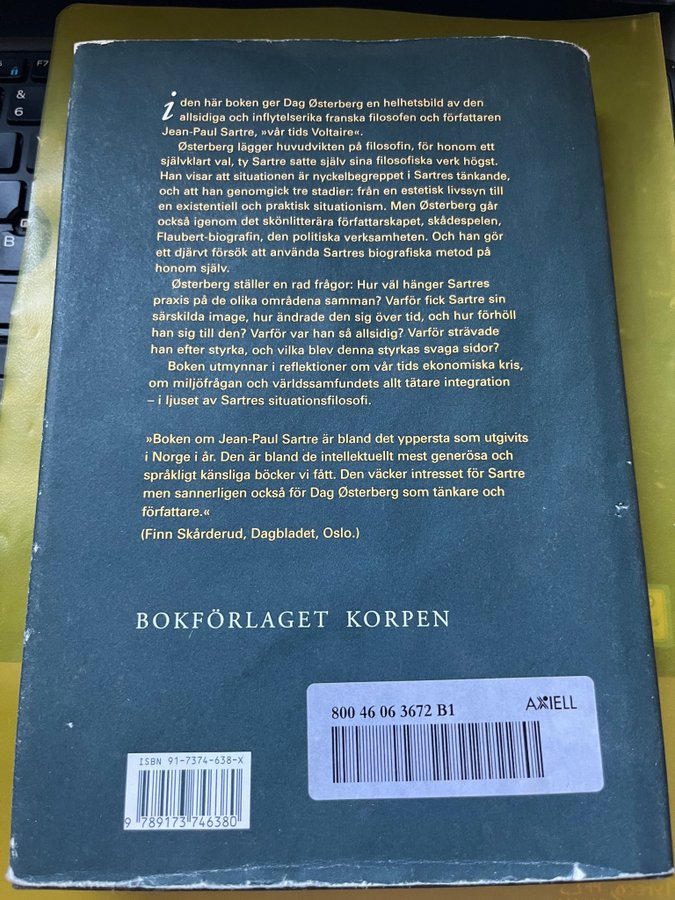 i den här boken ger Dag Østerberg en helhetsbild av den
allsidiga och inflytelserika franska filosofen och författaren
Jean-Paul Sartre, »vår tids Voltaire«.
Østerberg lägger huvudvikten på filosofin, för honom ett
självklart val, ty Sartre satte själv sina filosofiska verk högst.
Han visar att situationen är nyckelbegreppet i Sartres tänkande,
och att han genomgick tre stadier: från en estetisk livssyn till
en existentiell och praktisk situationism. Men Østerberg går
också igenom det skönlitterära författarskapet, skådespelen,
Flaubert-biografin, den politiska verksamheten. Och han gör
ett djärvt försök att använda Sartres biografiska metod på
honom själv.
Østerberg ställer en rad frågor: Hur väl hänger Sartres
praxis på de olika områdena samman? Varför fick Sartre sin
särskilda image, hur ändrade den sig över tid, och hur förhöll
han sig till den? Varför var han så allsidig? Varför strävade
han efter styrka, och vilka blev denna styrkas svaga sidor?
Boken utmynnar i reflektioner om vår tids ekonomiska kris,
om miljöfrågan och världssamfundets allt tätare integration
– i ljuset av Sartres situationsfilosofi.
»Boken om Jean-Paul Sartre är bland det ypperста som utgivits
i Norge i år. Den är bland de intellektuellt mest generösa och
språkligt känsliga böcker vi fått. Den väcker intresset för Sartre
men sannerligen också för Dag Østerberg som tänkare och
författare.«
(Finn Skårderud, Dagbladet, Oslo.)
BOKFÖRLAGET KORPEN
800 46 06 3672 B1
AXIELL
ISBN 91-7374-638-X
9 789173 746380
F7
&
6
B